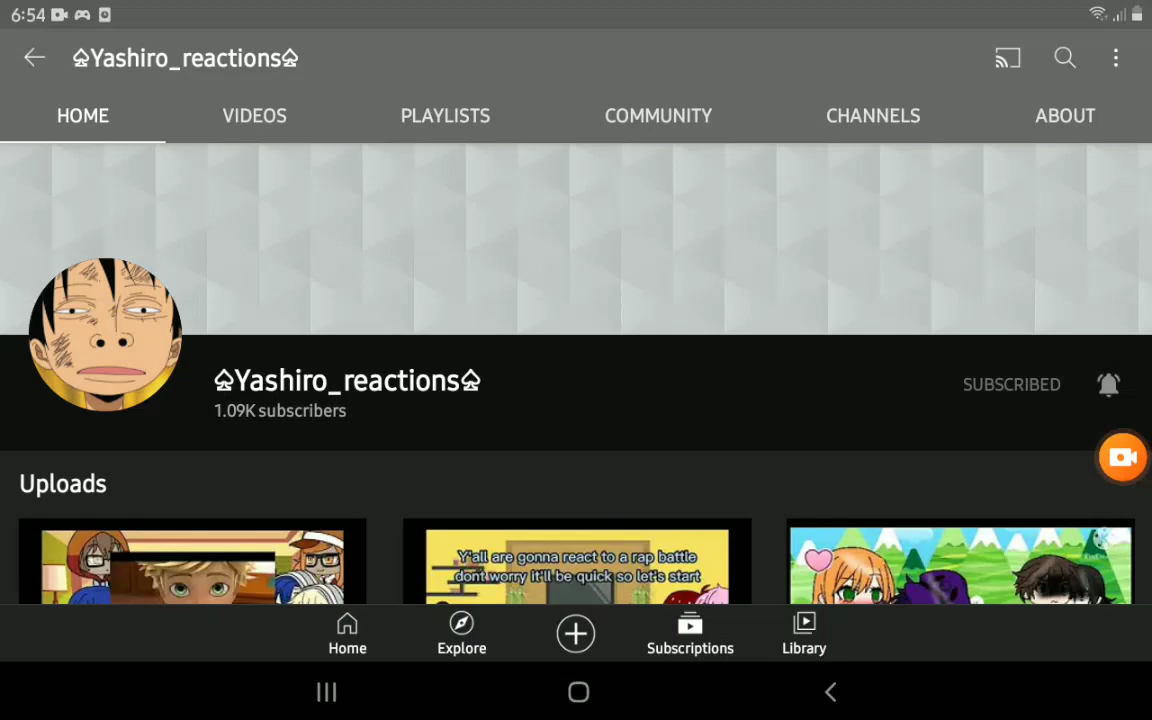 6:54
♤Yashiro_reactions♤
HOME VIDEOS PLAYLISTS COMMUNITY CHANNELS ABOUT
♤Yashiro_reactions♤
1.09K subscribers
SUBSCRIBED
Uploads
Y'all are gonna react to a rap battle
dont worry it'll be quick so let's start
Home Explore Subscriptions Library